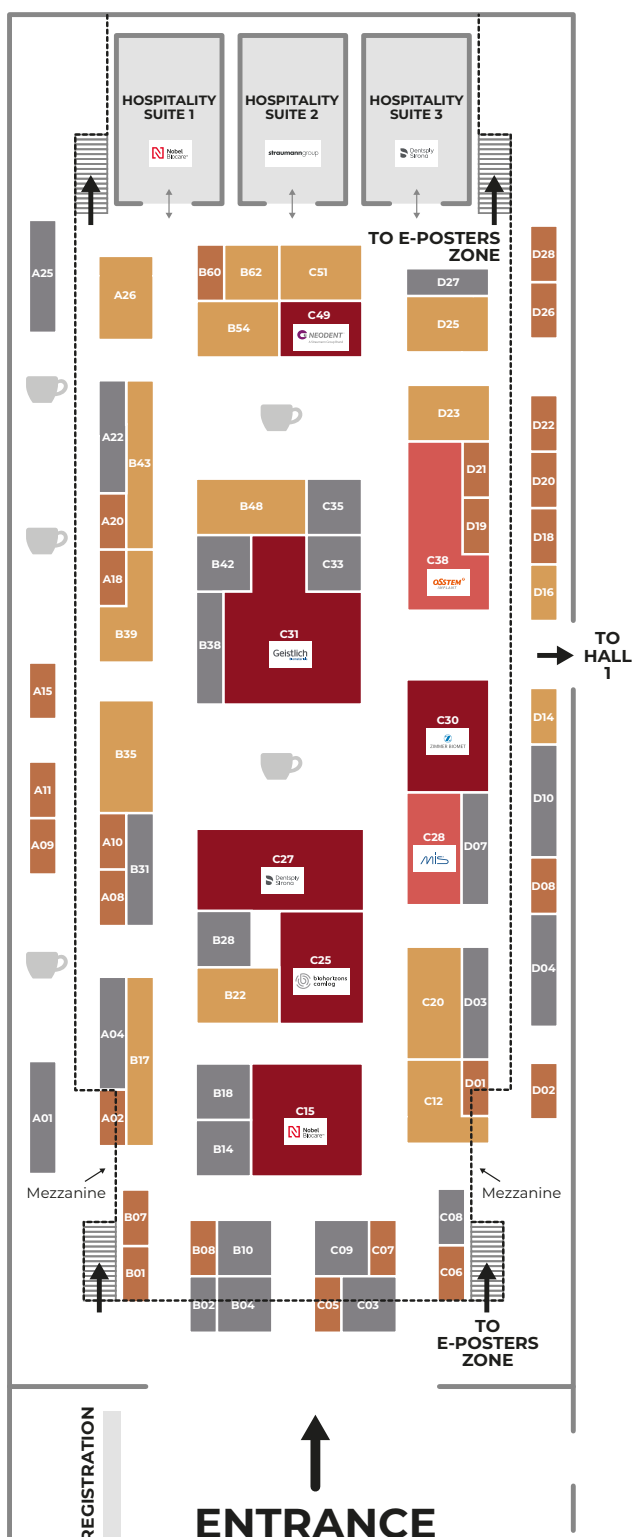 HOSPITALITY
SUITE 1
Nobel
Biocare™
HOSPITALITY
SUITE 2
straumanngroup
HOSPITALITY
SUITE 3
Dentsply
Sirona
TO E-POSTERS
ZONE
A25
A26
B60
B62
C51
B54
C49
NEODENT
D27
D25
D28
D26
A22
B43
A20
A18
B39
D23
D21
D19
C38
OSSTEM
IMPLANT
D22
D20
D18
D16
B48
C35
B42
C33
B38
C31
Geistlich
TO
HALL
1
A15
A11
A09
B35
A10
B31
A08
C30
ZIMMER BIOMET
C28
MIS
D07
D14
D10
D08
D04
C27
Dentsply
Sirona
B28
C25
biohorizons
camlog
B22
A04
B17
A02
A01
C20
D03
D01
C12
D02
B18
B14
C15
Nobel
Biocare™
Mezzanine
Mezzanine
B07
B01
B08
B10
B02
B04
C09
C07
C05
C03
C08
C06
TO
E-POSTERS
ZONE
REGISTRATION
ENTRANCE